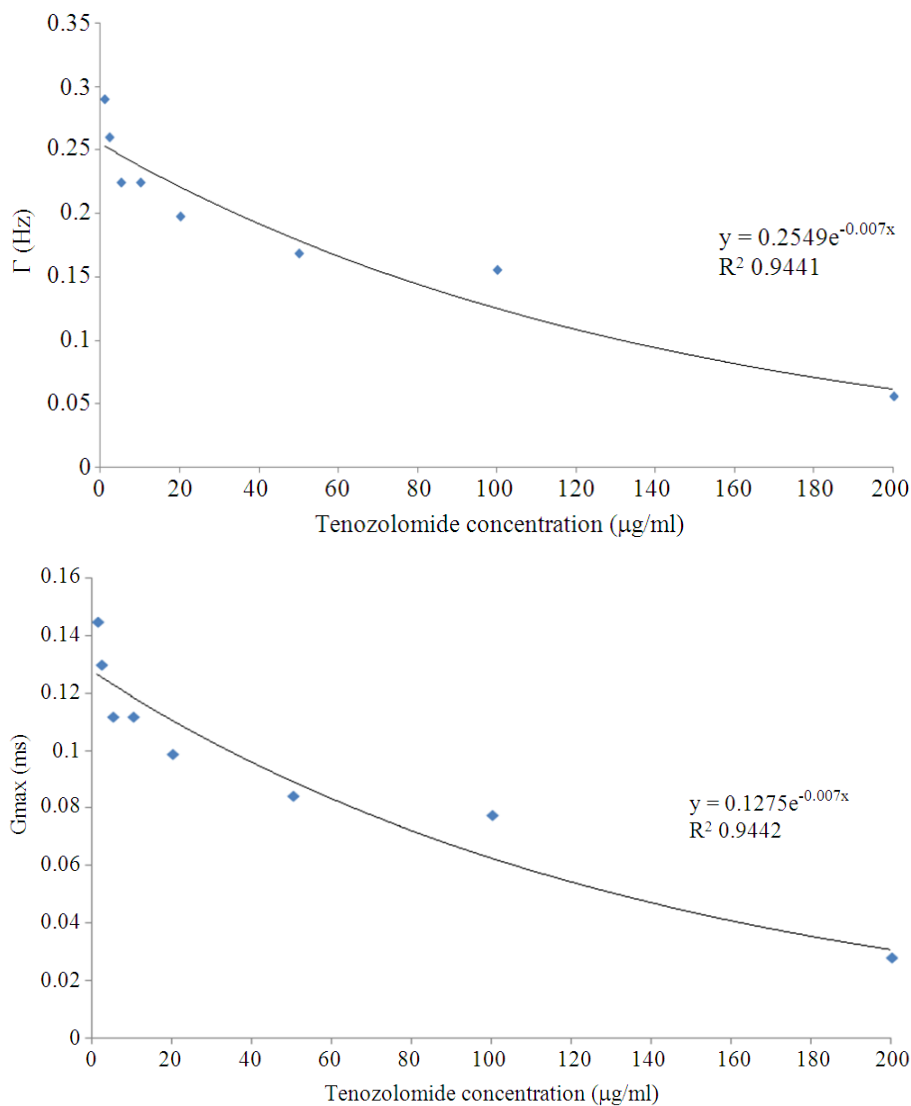 0.35
0.3
0.25
0.2
0.15
0.1
0.05
0
Γ (Hz)
y = 0.2549e^-0.007x
R² 0.9441
0 20 40 60 80 100 120 140 160 180 200
Tenozolomide concentration (μg/ml)
0.16
0.14
0.12
0.1
0.08
0.06
0.04
0.02
0
Gmax (ms)
y = 0.1275e^-0.007x
R² 0.9442
0 20 40 60 80 100 120 140 160 180 200
Tenozolomide concentration (μg/ml)